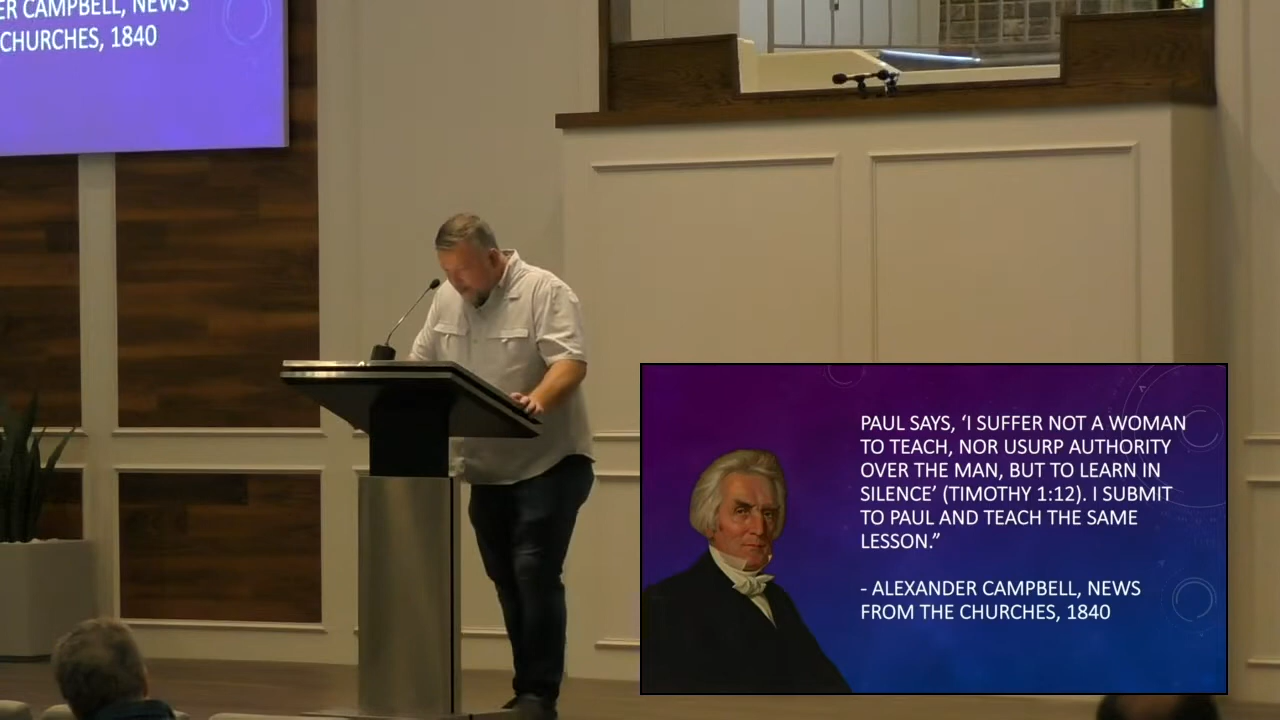 ER CAMPBELL, NEWS
CHURCHES, 1840
PAUL SAYS, ‘I SUFFER NOT A WOMAN
TO TEACH, NOR USURP AUTHORITY
OVER THE MAN, BUT TO LEARN IN
SILENCE’ (TIMOTHY 1:12). I SUBMIT
TO PAUL AND TEACH THE SAME
LESSON.”
- ALEXANDER CAMPBELL, NEWS
FROM THE CHURCHES, 1840